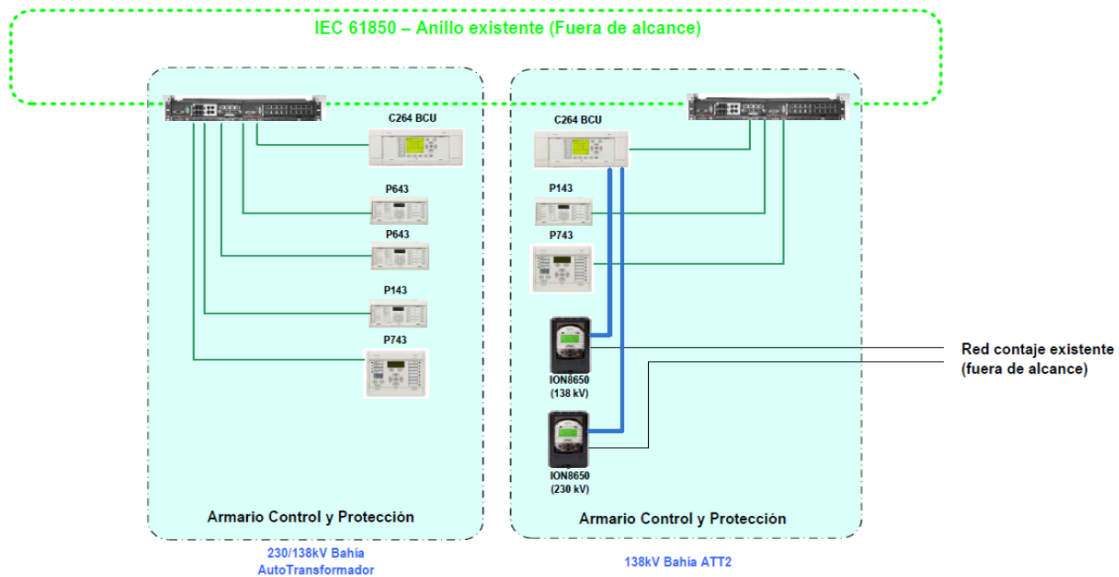 IEC 61850 – Anillo existente (Fuera de alcance)
C264 BCU
P643
P643
P143
P743
Armario Control y Protección
230/138kV Bahía
AutoTransformador
C264 BCU
P143
P743
ION8650
(138 kV)
ION8650
(230 kV)
Armario Control y Protección
138kV Bahía ATT2
Red contaje existente
(fuera de alcance)